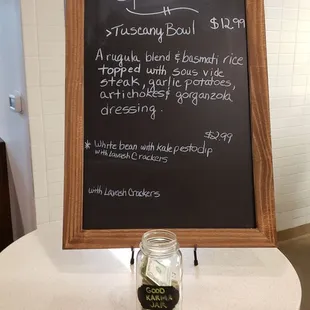 >Tuscany Bowl $12.99
Arugula blend & basmati rice
topped with sous vide
steak, garlic potatoes,
artichokes & gorganzola
dressing.
$2.99
* White bean with kale pesto dip
with Lavash Crackers
with Lavash Crackers
GOOD
KARMA
JAR